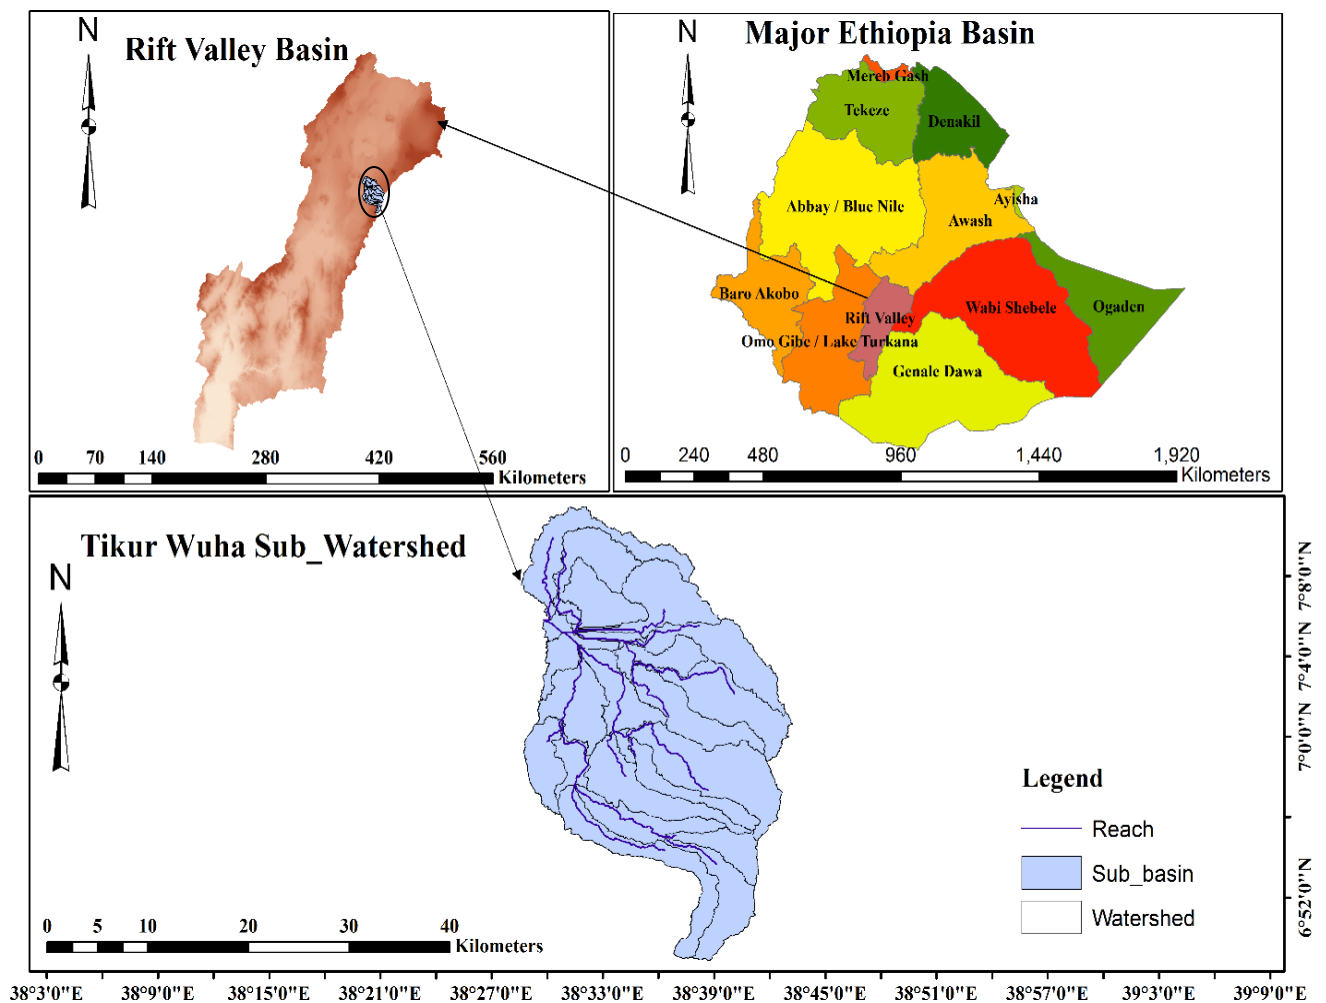 N
Rift Valley Basin
0 70 140 280 420 560
Kilometers
N
Major Ethiopia Basin
Mereb Gash
Tekeze
Denakil
Abbay / Blue Nile
Ayisha
Awash
Baro Akobo
Rift Valley
Wabi Shebele
Ogaden
Omo Gibe / Lake Turkana
Genale Dawa
0 240 480 960 1,440 1,920
Kilometers
Tikur Wuha Sub_Watershed
N
7°8'0"N
7°4'0"N
7°0'0"N
6°52'0"N
Legend
Reach
Sub_basin
Watershed
0 5 10 20 30 40
Kilometers
38°3'0"E 38°9'0"E 38°15'0"E 38°21'0"E 38°27'0"E 38°33'0"E 38°39'0"E 38°45'0"E 38°51'0"E 38°57'0"E 39°3'0"E 39°9'0"E